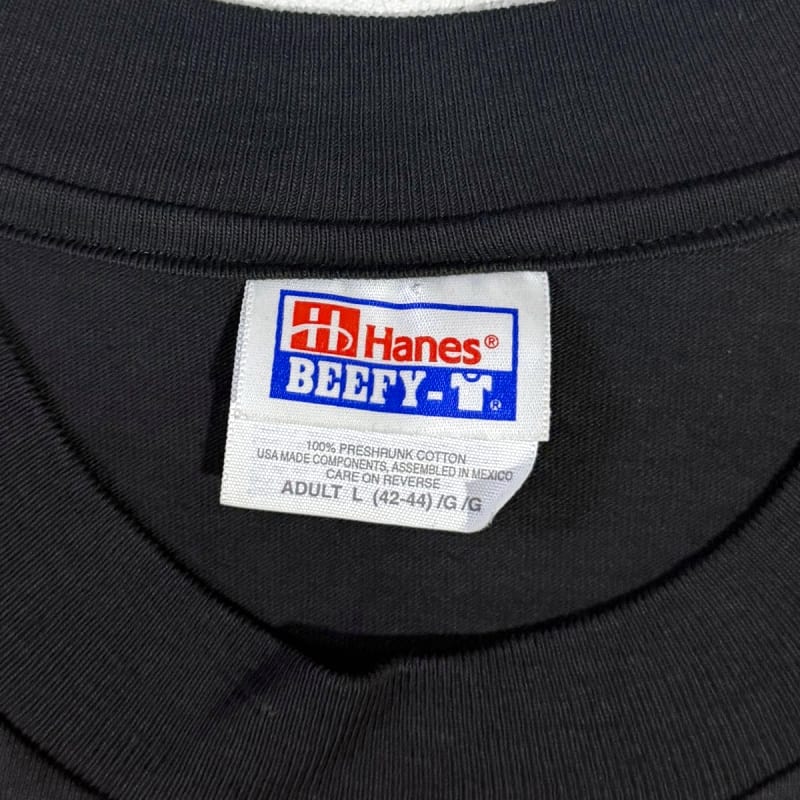 H Hanes®
BEEFY-T®
100% PRESHRUNK COTTON
USA MADE COMPONENTS, ASSEMBLED IN MEXICO
CARE ON REVERSE
ADULT L (42-44) /G /G